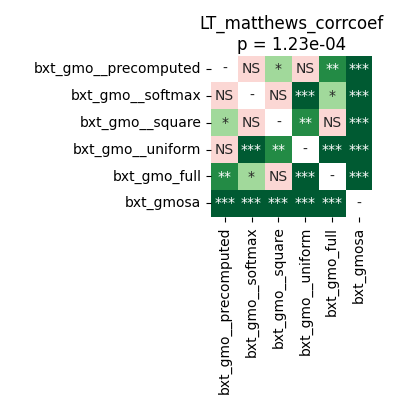 LT_matthews_corrcoef
p = 1.23e-04
bxt_gmo__precomputed - NS * NS ** ***
bxt_gmo__softmax NS - NS *** * ***
bxt_gmo__square * NS - ** NS ***
bxt_gmo__uniform NS *** ** - *** ***
bxt_gmo_full ** * NS *** - ***
bxt_gmosa *** *** *** *** *** -
bxt_gmo__precomputed
bxt_gmo__softmax
bxt_gmo__square
bxt_gmo__uniform
bxt_gmo_full
bxt_gmosa